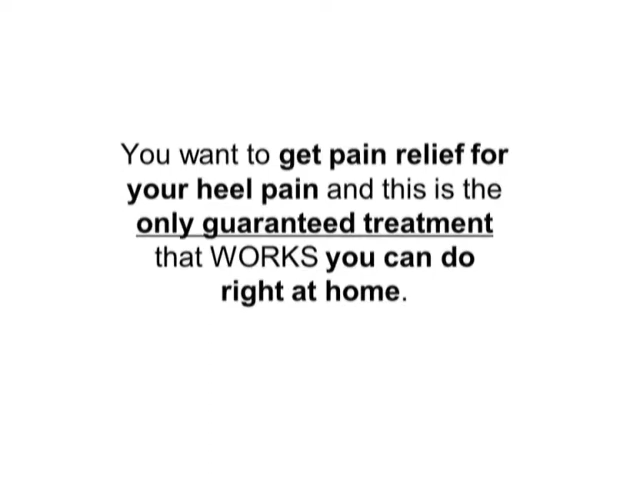 You want to get pain relief for
your heel pain and this is the
only guaranteed treatment
that WORKS you can do
right at home.